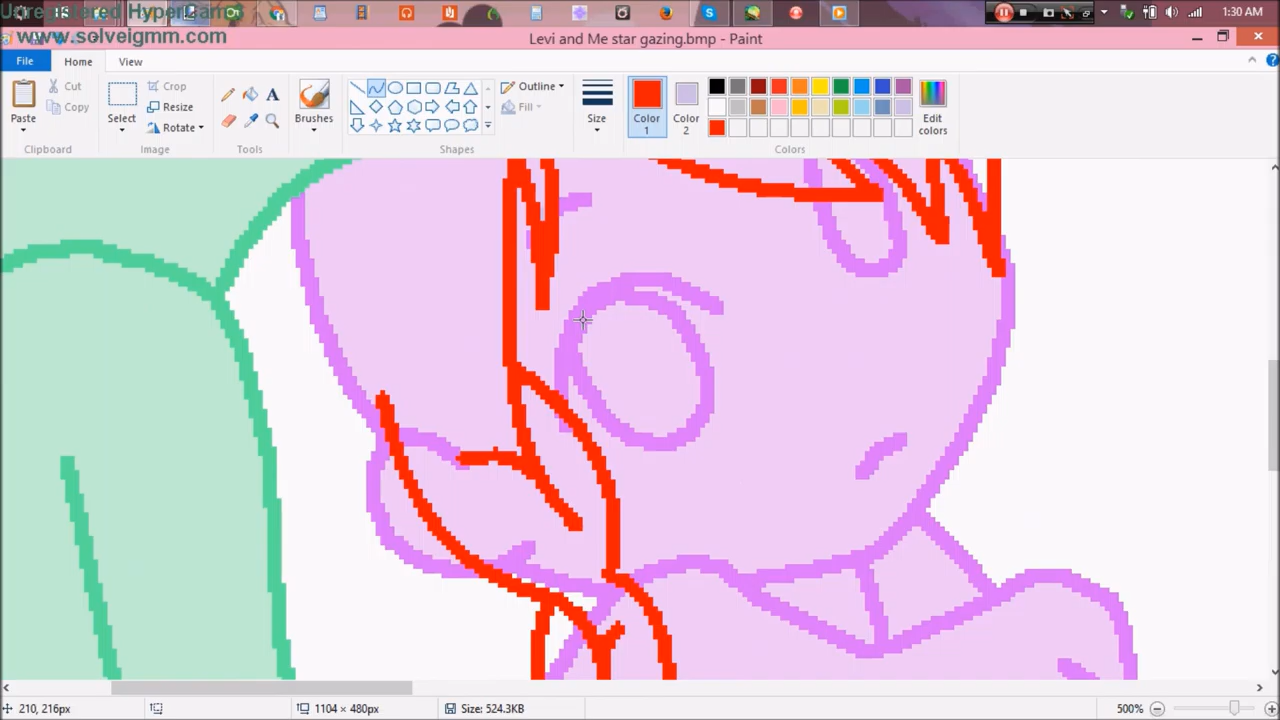 Unregistered HyperCam 3
www.solveigmm.com
1:30 AM
Levi and Me star gazing.bmp - Paint
File Home View
Paste Cut Copy
Select Crop Resize Rotate
Brushes
Outline Fill
Size
Color 1
Color 2
Edit colors
Clipboard Image Tools Shapes Colors
210, 216px 1104 × 480px Size: 524.3KB 500%